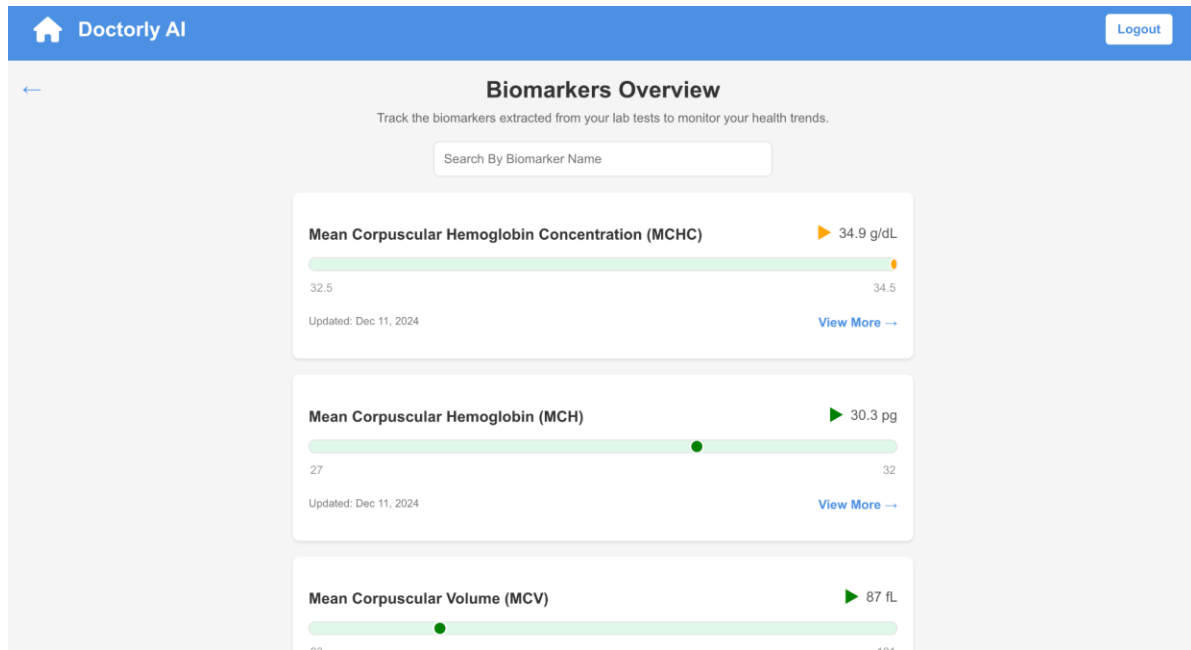 Doctorly AI
Logout
←
Biomarkers Overview
Track the biomarkers extracted from your lab tests to monitor your health trends.
Search By Biomarker Name
Mean Corpuscular Hemoglobin Concentration (MCHC) 34.9 g/dL
32.5 34.5
Updated: Dec 11, 2024 View More →
Mean Corpuscular Hemoglobin (MCH) 30.3 pg
27 32
Updated: Dec 11, 2024 View More →
Mean Corpuscular Volume (MCV) 87 fL